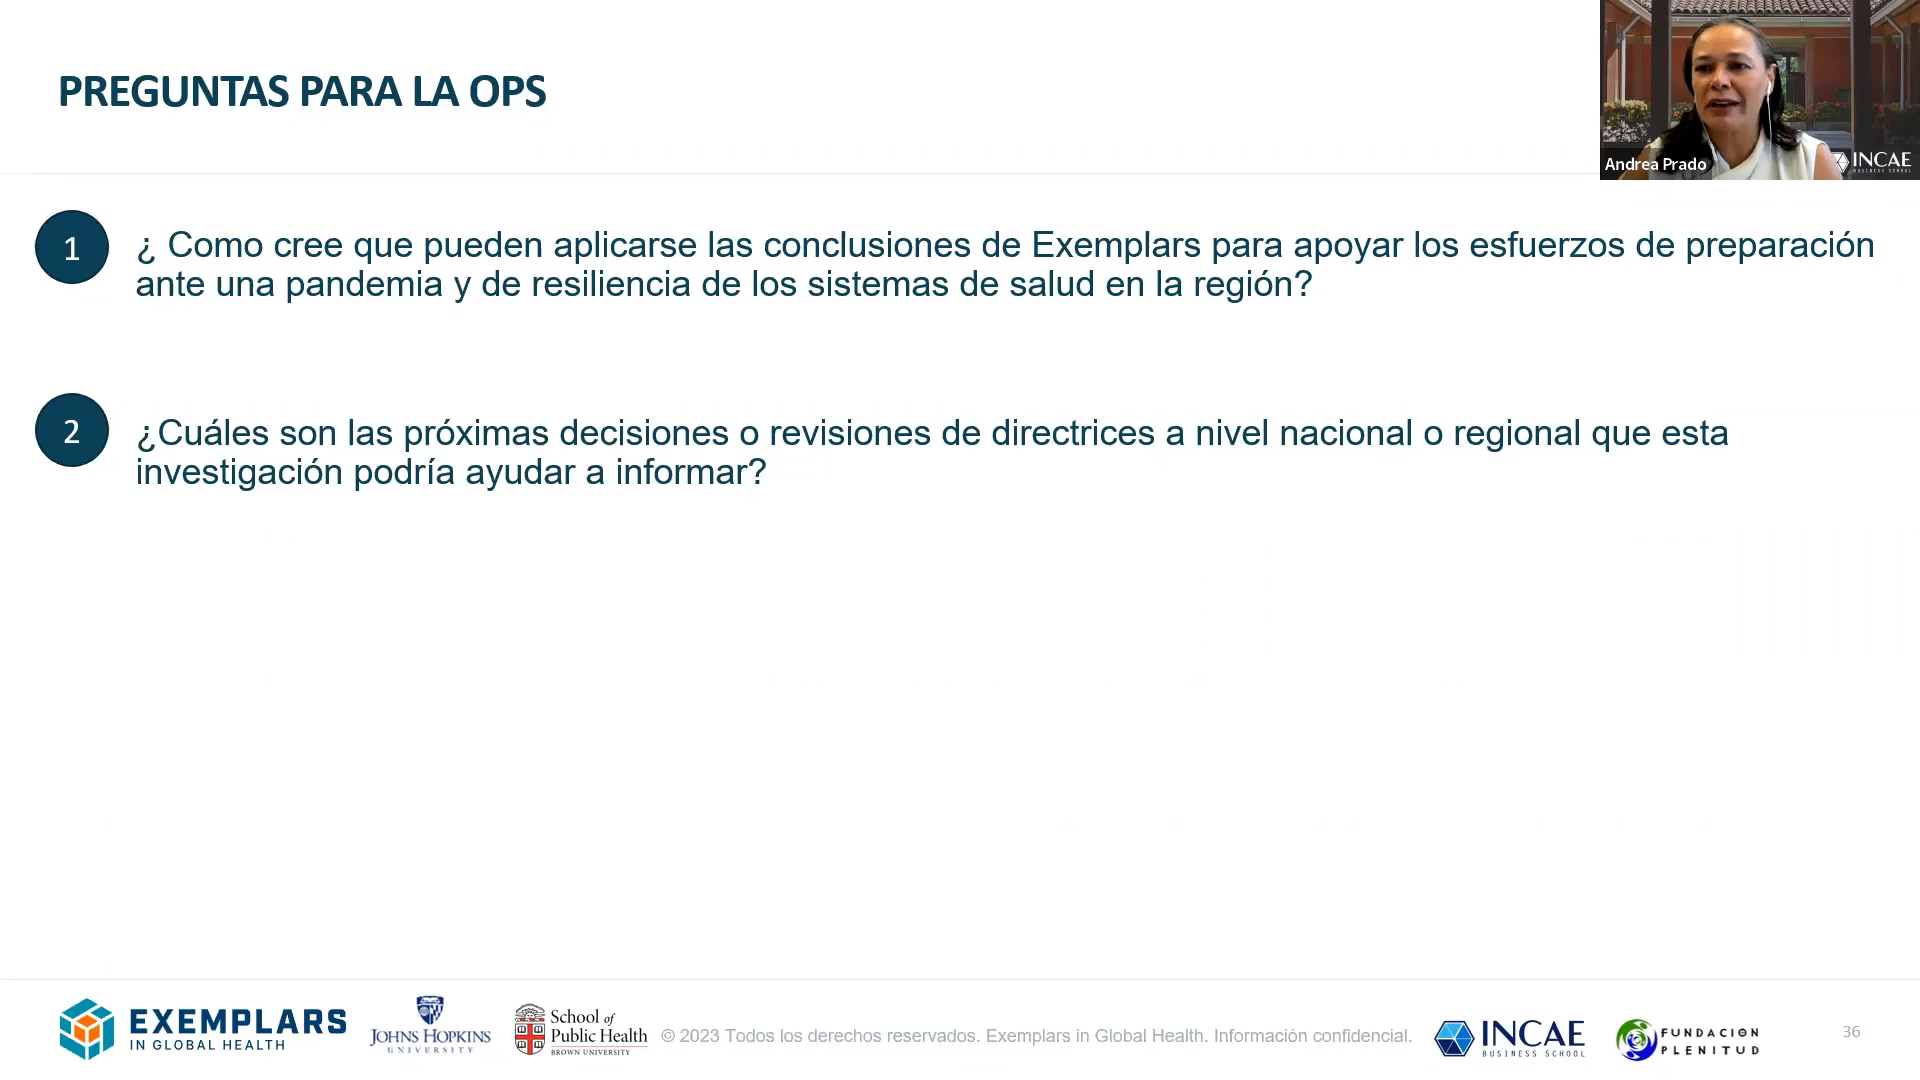 PREGUNTAS PARA LA OPS
Andrea Prado
INCAE
BUSINESS SCHOOL
1
¿ Como cree que pueden aplicarse las conclusiones de Exemplars para apoyar los esfuerzos de preparación
ante una pandemia y de resiliencia de los sistemas de salud en la región?
2
¿Cuáles son las próximas decisiones o revisiones de directrices a nivel nacional o regional que esta
investigación podría ayudar a informar?
EXEMPLARS
IN GLOBAL HEALTH
JOHNS HOPKINS
UNIVERSITY
School of
Public Health
BROWN UNIVERSITY
© 2023 Todos los derechos reservados. Exemplars in Global Health. Información confidencial.
INCAE
BUSINESS SCHOOL
FUNDACION
PLENITUD
36